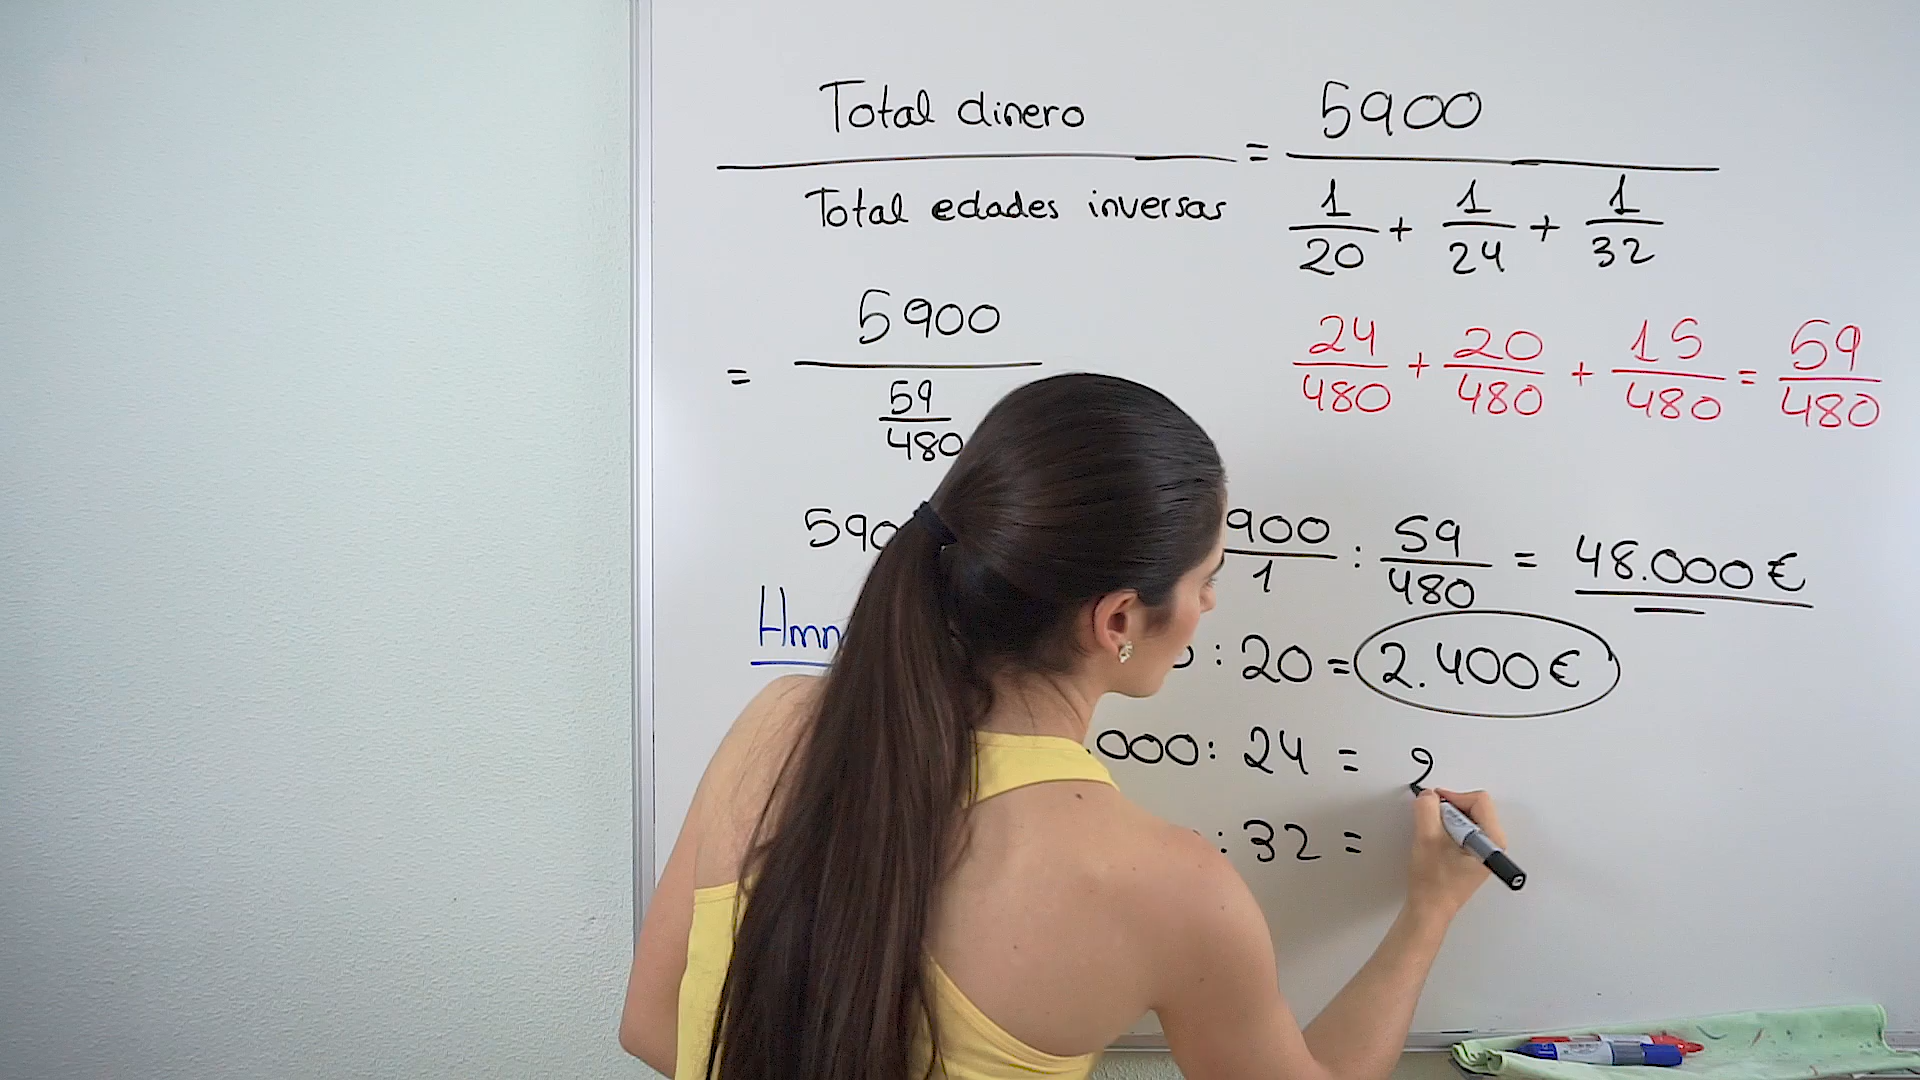 Total dinero / Total edades inversas = 5900 / (1/20 + 1/24 + 1/32)
= 5900 / (59/480)
24/480 + 20/480 + 15/480 = 59/480
590 900/1 : 59/480 = 48.000€
Hmn : 20 = 2.400€
.000 : 24 = 2
: 32 =